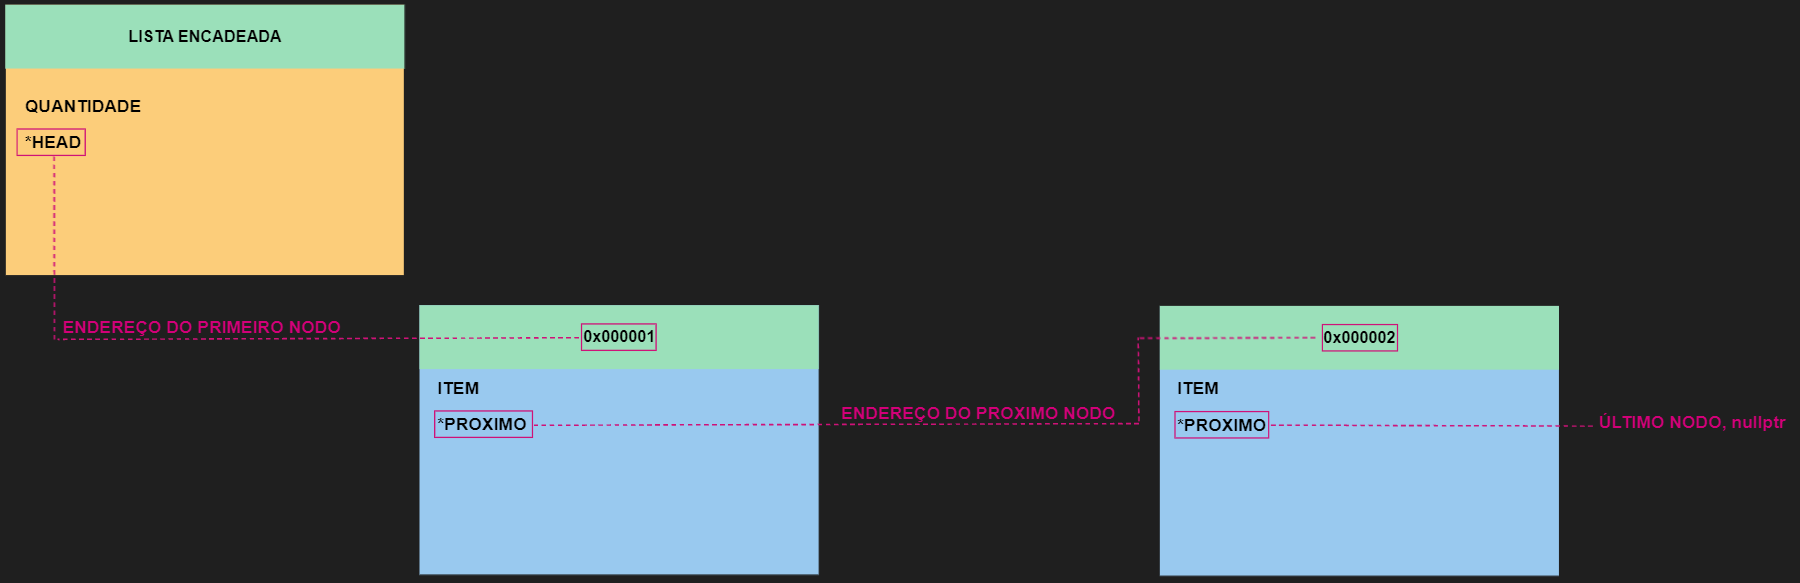 LISTA ENCADEADA
QUANTIDADE
*HEAD
ENDEREÇO DO PRIMEIRO NODO
0x000001
ITEM
*PROXIMO
ENDEREÇO DO PROXIMO NODO
0x000002
ITEM
*PROXIMO
ÚLTIMO NODO, nullptr